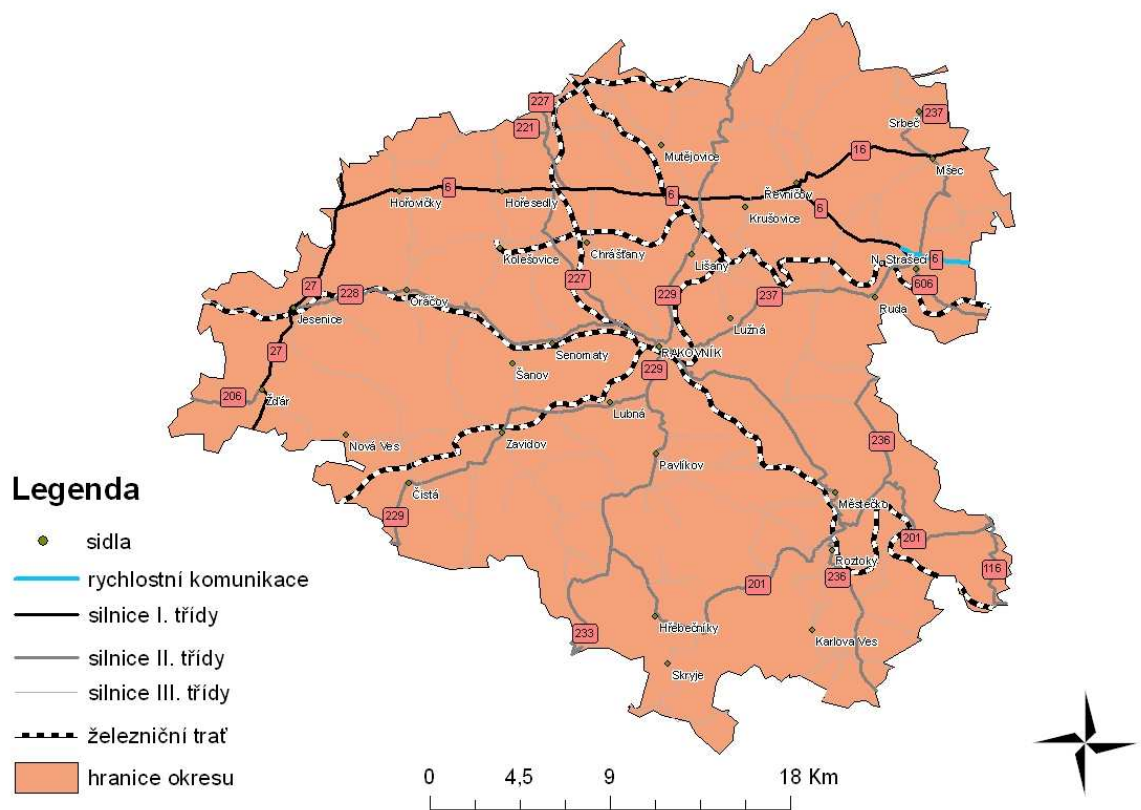 227
221
237
Srbeč
Mutějovice
16
Mšec
Hořovičky
6
Hořesedly
6
Řevničov
Krušovice
6
Kolešovice
Chrášťany
Lišany
N. Strašecí
6
27
228
Oráčov
227
229
237
606
Jesenice
Lužná
Ruda
27
Senomaty
RAKOVNÍK
Šanov
229
206
Žďár
Lubná
Nová Ves
Zavidov
236
Pavlíkov
Čistá
Městečko
229
201
Roztoky
236
116
201
Hřebečníky
233
Karlova Ves
Skryje
Legenda
sídla
rychlostní komunikace
silnice I. třídy
silnice II. třídy
silnice III. třídy
železniční trať
hranice okresu
0 4,5 9 18 Km